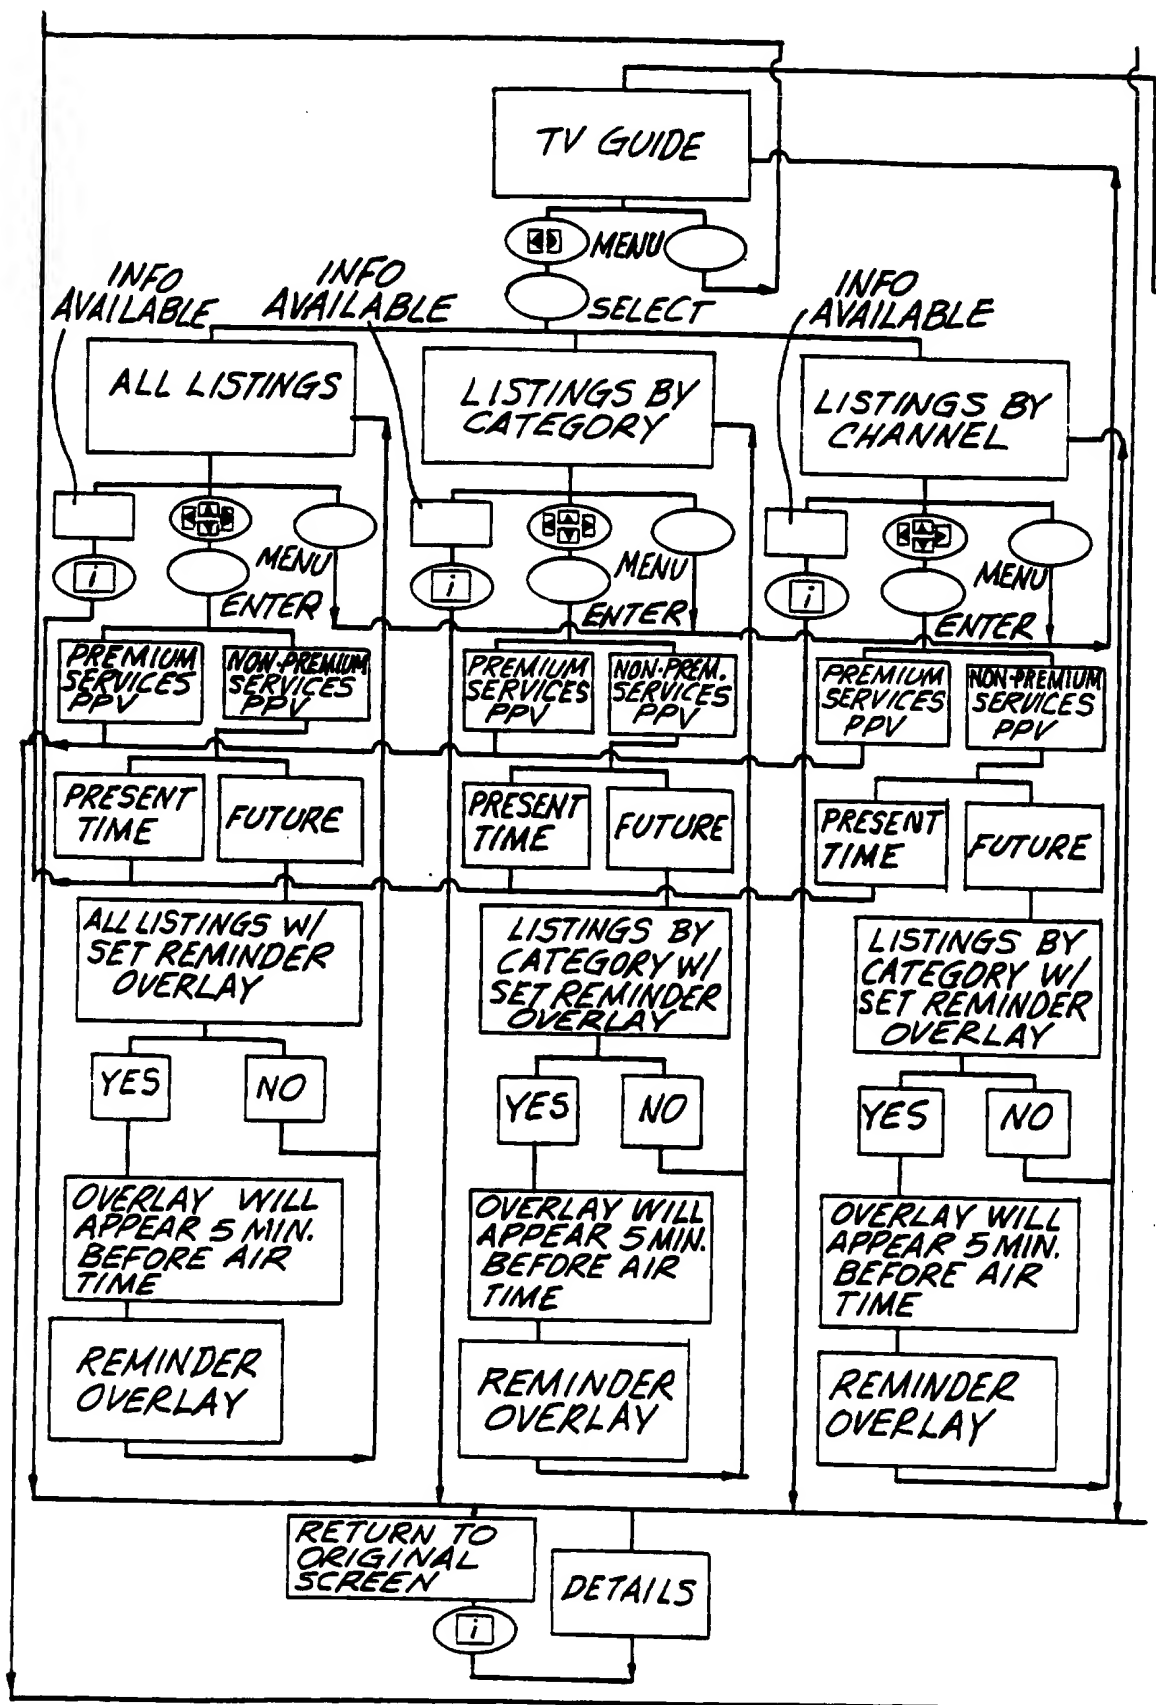 TV GUIDE
MENU
SELECT
INFO
AVAILABLE
INFO
AVAILABLE
INFO
AVAILABLE
ALL LISTINGS
LISTINGS BY
CATEGORY
LISTINGS BY
CHANNEL
i
MENU
ENTER
i
MENU
ENTER
i
MENU
ENTER
PREMIUM
SERVICES
PPV
NON-PREMIUM
SERVICES
PPV
PREMIUM
SERVICES
PPV
NON-PREM.
SERVICES
PPV
PREMIUM
SERVICES
PPV
NON-PREMIUM
SERVICES
PPV
PRESENT
TIME
FUTURE
PRESENT
TIME
FUTURE
PRESENT
TIME
FUTURE
ALL LISTINGS W/
SET REMINDER
OVERLAY
LISTINGS BY
CATEGORY W/
SET REMINDER
OVERLAY
LISTINGS BY
CATEGORY W/
SET REMINDER
OVERLAY
YES
NO
YES
NO
YES
NO
OVERLAY WILL
APPEAR 5 MIN.
BEFORE AIR
TIME
OVERLAY WILL
APPEAR 5 MIN.
BEFORE AIR
TIME
OVERLAY WILL
APPEAR 5 MIN.
BEFORE AIR
TIME
REMINDER
OVERLAY
REMINDER
OVERLAY
REMINDER
OVERLAY
RETURN TO
ORIGINAL
SCREEN
i
DETAILS